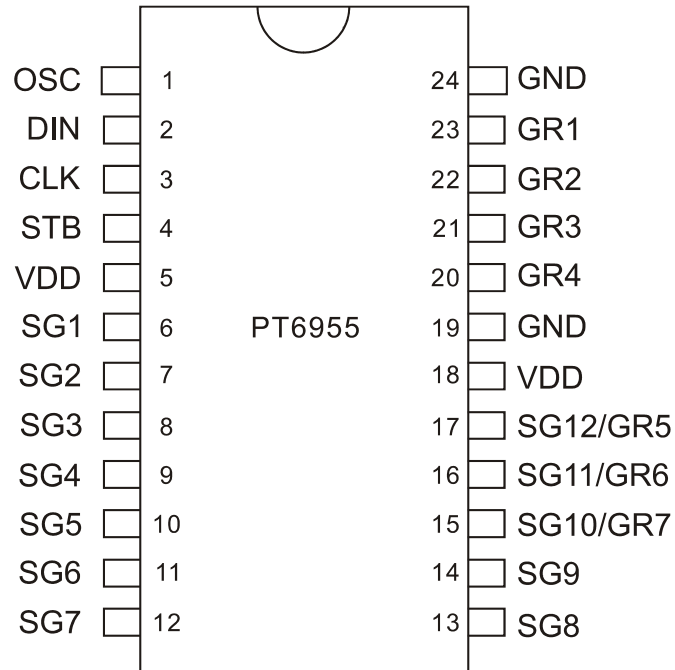 OSC 1 24 GND
DIN 2 23 GR1
CLK 3 22 GR2
STB 4 21 GR3
VDD 5 20 GR4
SG1 6 PT6955 19 GND
SG2 7 18 VDD
SG3 8 17 SG12/GR5
SG4 9 16 SG11/GR6
SG5 10 15 SG10/GR7
SG6 11 14 SG9
SG7 12 13 SG8